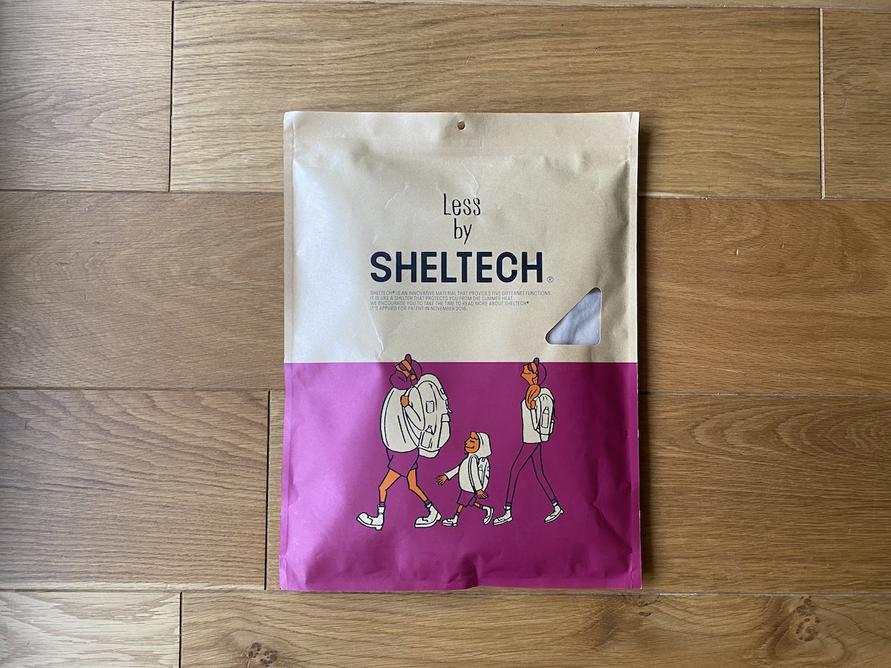 Less
by
SHELTECH®
SHELTECH® IS AN INNOVATIVE MATERIAL THAT PROVIDES FIVE DIFFERNET FUNCTIONS.
IT IS LIKE A SHELTER THAT PROTECTS YOU FROM THE SUMMER HEAT.
WE ENCOURAGE YOU TO TAKE THE TIME TO READ MORE ABOUT SHELTECH®
IT'S APPLIED FOR PATENT IN NOVEMBER 2016.